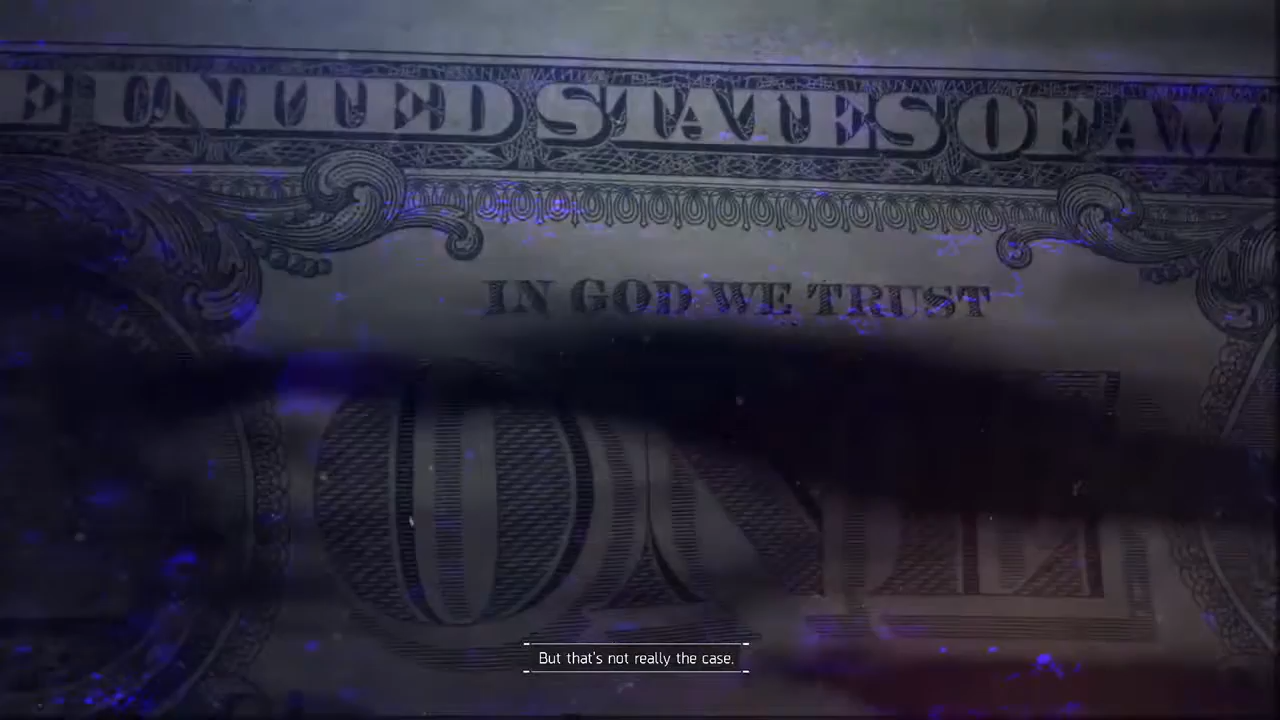 E UNITED STATES OF AM
IN GOD WE TRUST
ONE
But that's not really the case.